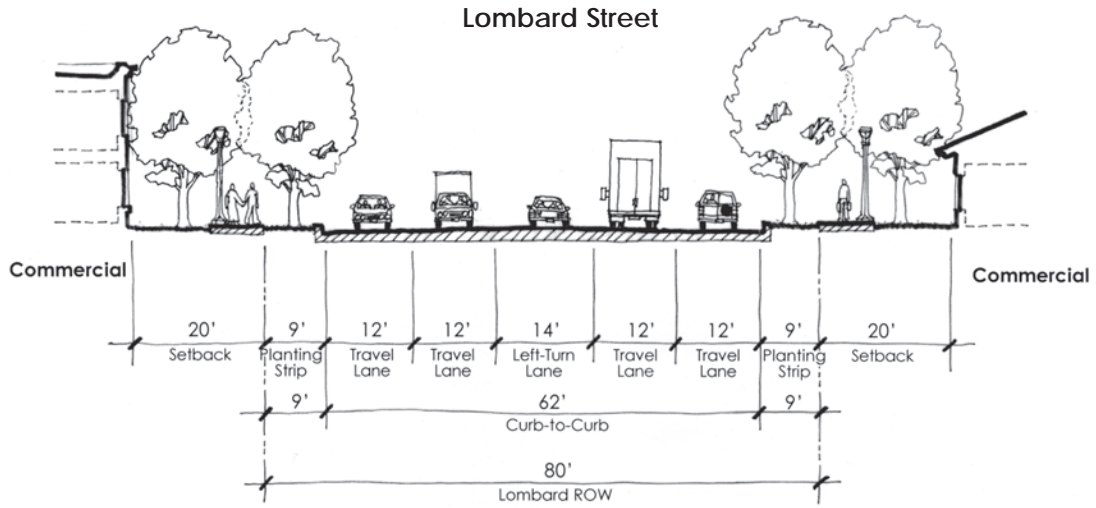 Lombard Street
Commercial
Commercial
20' 9' 12' 12' 14' 12' 12' 9' 20'
Setback Planting Travel Travel Left-Turn Travel Travel Planting Setback
Strip Lane Lane Lane Lane Lane Strip
9' 62' 9'
Curb-to-Curb
80'
Lombard ROW